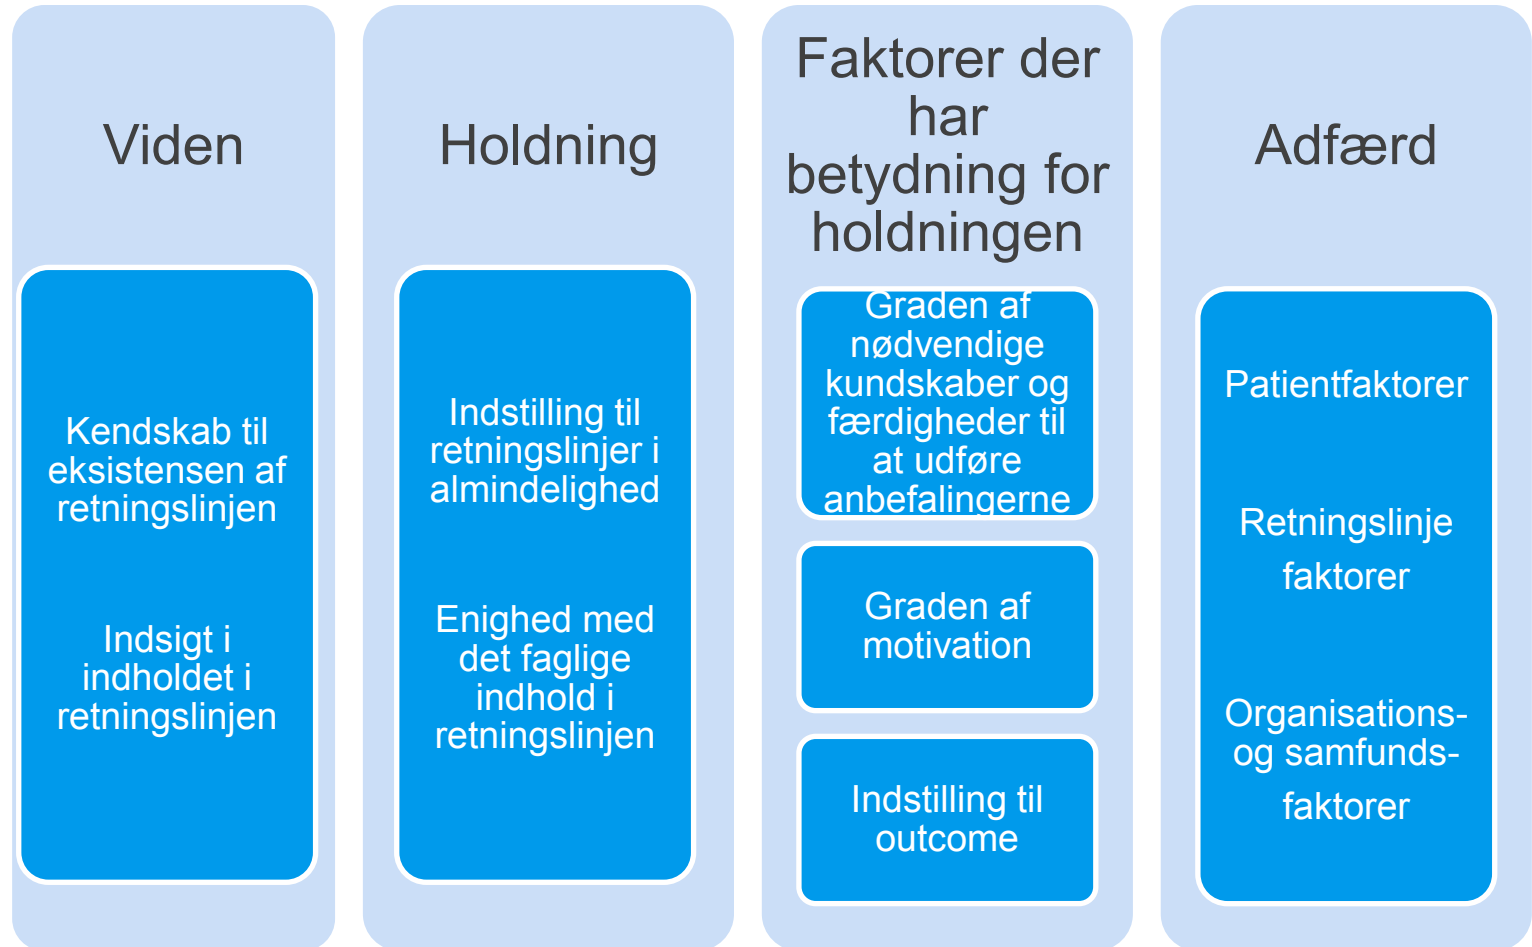 Viden
Kendskab til
eksistensen af
retningslinjen
Indsigt i
indholdet i
retningslinjen
Holdning
Indstilling til
retningslinjer i
almindelighed
Enighed med
det faglige
indhold i
retningslinjen
Faktorer der
har
betydning for
holdningen
Graden af
nødvendige
kundskaber og
færdigheder til
at udføre
anbefalingerne
Graden af
motivation
Indstilling til
outcome
Adfærd
Patientfaktorer
Retningslinje
faktorer
Organisations-
og samfunds-
faktorer